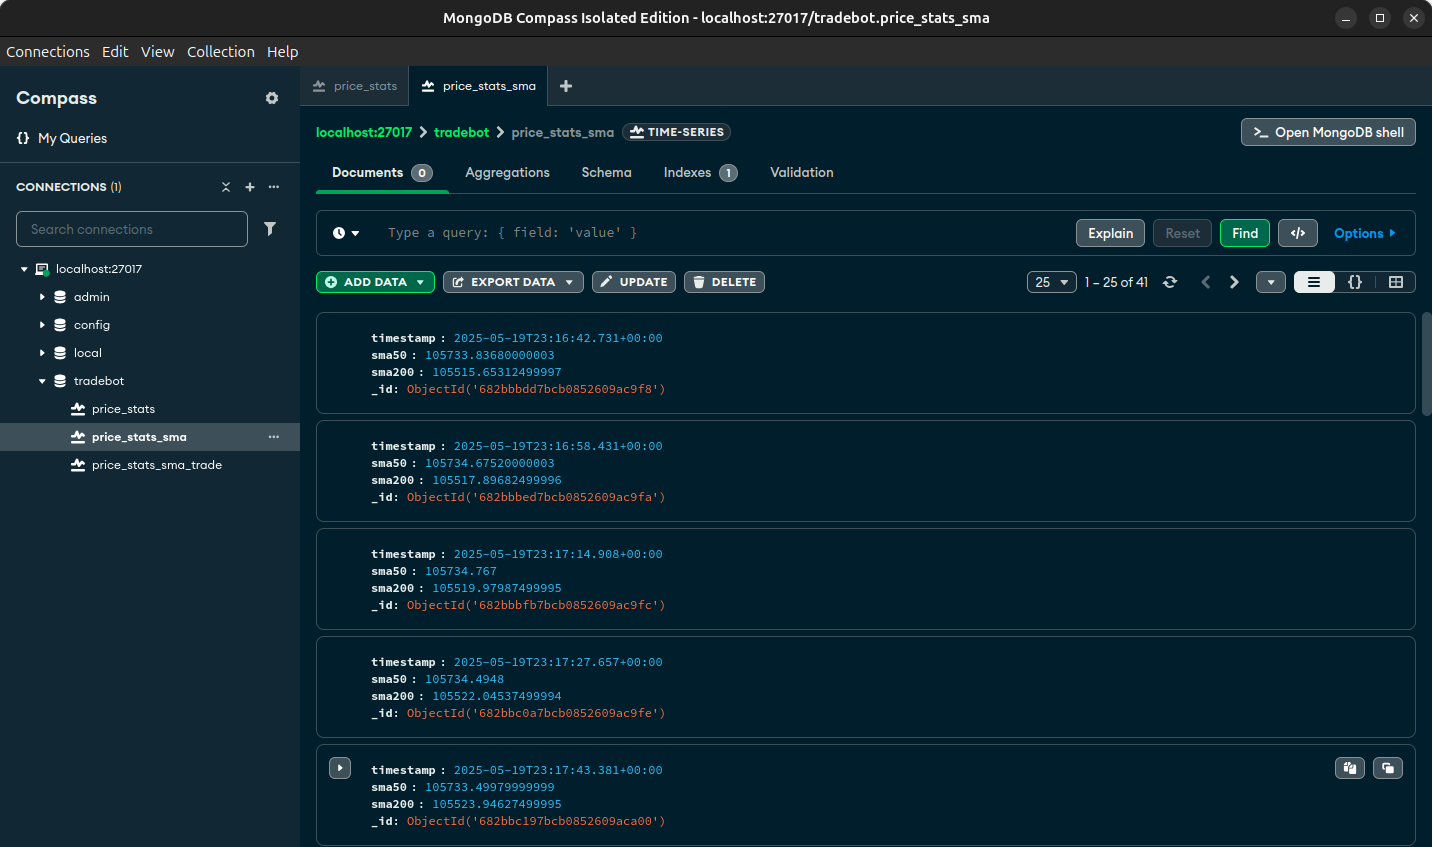 MongoDB Compass Isolated Edition - localhost:27017/tradebot.price_stats_sma
Connections Edit View Collection Help
Compass
{} My Queries
CONNECTIONS (1)
Search connections
localhost:27017
admin
config
local
tradebot
price_stats
price_stats_sma
price_stats_sma_trade
price_stats price_stats_sma
localhost:27017 > tradebot > price_stats_sma TIME-SERIES
>_ Open MongoDB shell
Documents 0 Aggregations Schema Indexes 1 Validation
Type a query: { field: 'value' }
Explain Reset Find </> Options
ADD DATA EXPORT DATA UPDATE DELETE
25 1 – 25 of 41 {}
timestamp : 2025-05-19T23:16:42.731+00:00
sma50 : 105733.83680000003
sma200 : 105515.65312499997
_id: ObjectId('682bbbdd7bcb0852609ac9f8')
timestamp : 2025-05-19T23:16:58.431+00:00
sma50 : 105734.67520000003
sma200 : 105517.89682499996
_id: ObjectId('682bbbed7bcb0852609ac9fa')
timestamp : 2025-05-19T23:17:14.908+00:00
sma50 : 105734.767
sma200 : 105519.97987499995
_id: ObjectId('682bbbfb7bcb0852609ac9fc')
timestamp : 2025-05-19T23:17:27.657+00:00
sma50 : 105734.4948
sma200 : 105522.04537499994
_id: ObjectId('682bbc0a7bcb0852609ac9fe')
timestamp : 2025-05-19T23:17:43.381+00:00
sma50 : 105733.49979999999
sma200 : 105523.94627499995
_id: ObjectId('682bbc197bcb0852609aca00')